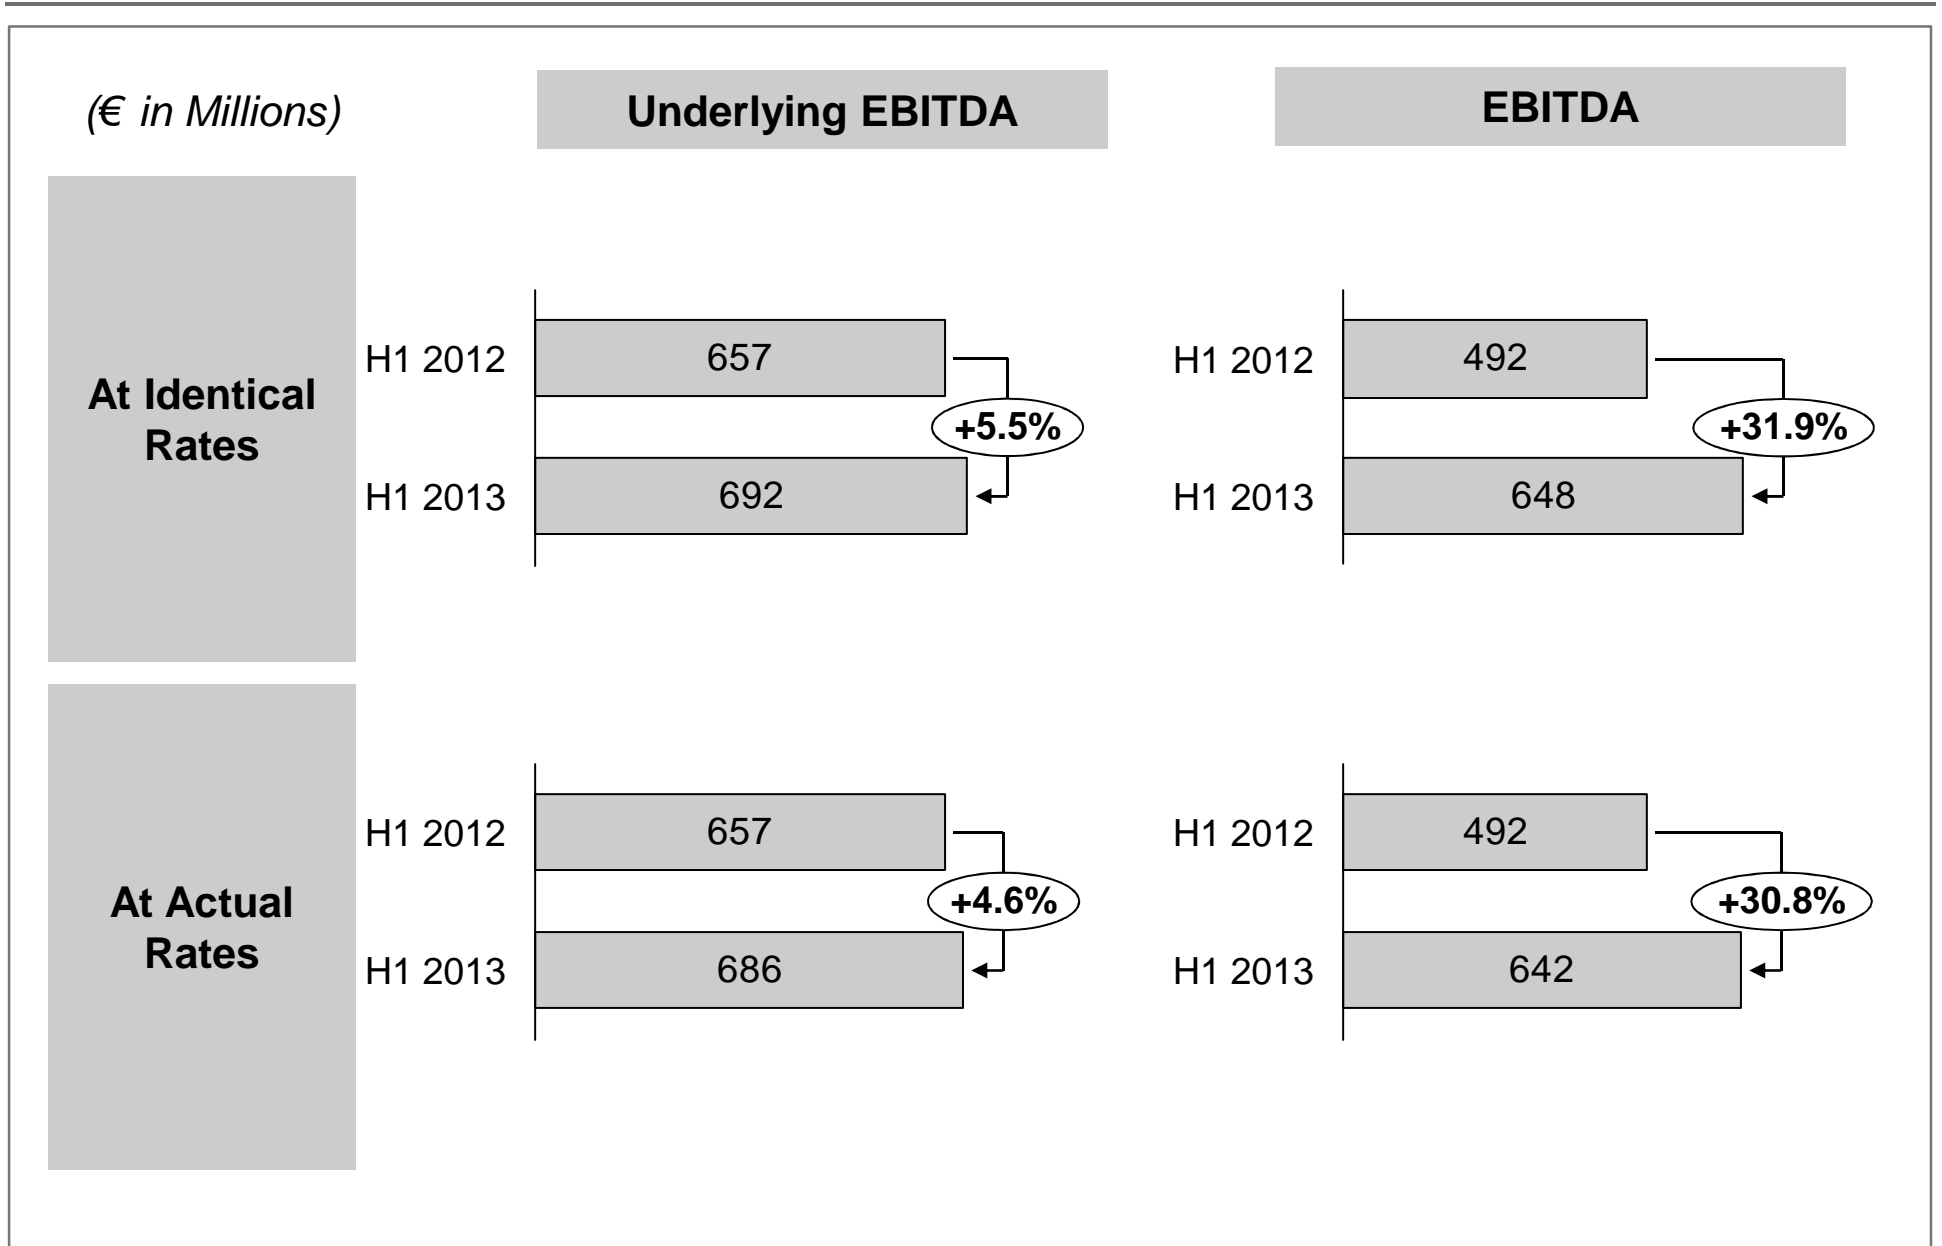 (€ in Millions)
Underlying EBITDA
EBITDA
At Identical
Rates
H1 2012
657
+5.5%
H1 2013
692
H1 2012
492
+31.9%
H1 2013
648
At Actual
Rates
H1 2012
657
+4.6%
H1 2013
686
H1 2012
492
+30.8%
H1 2013
642